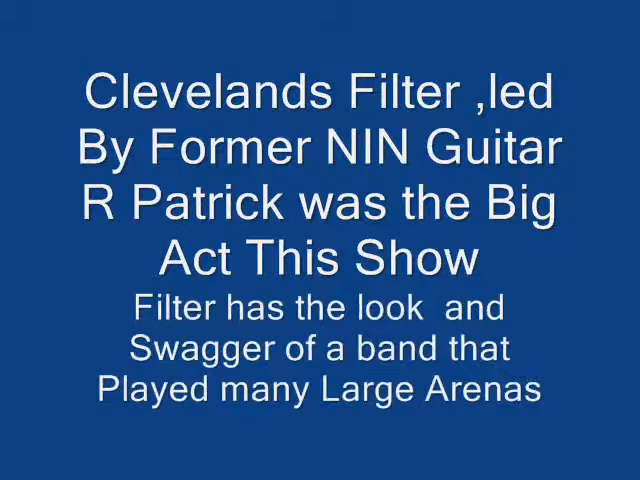 Clevelands Filter ,led
By Former NIN Guitar
R Patrick was the Big
Act This Show
Filter has the look  and
Swagger of a band that
Played many Large Arenas